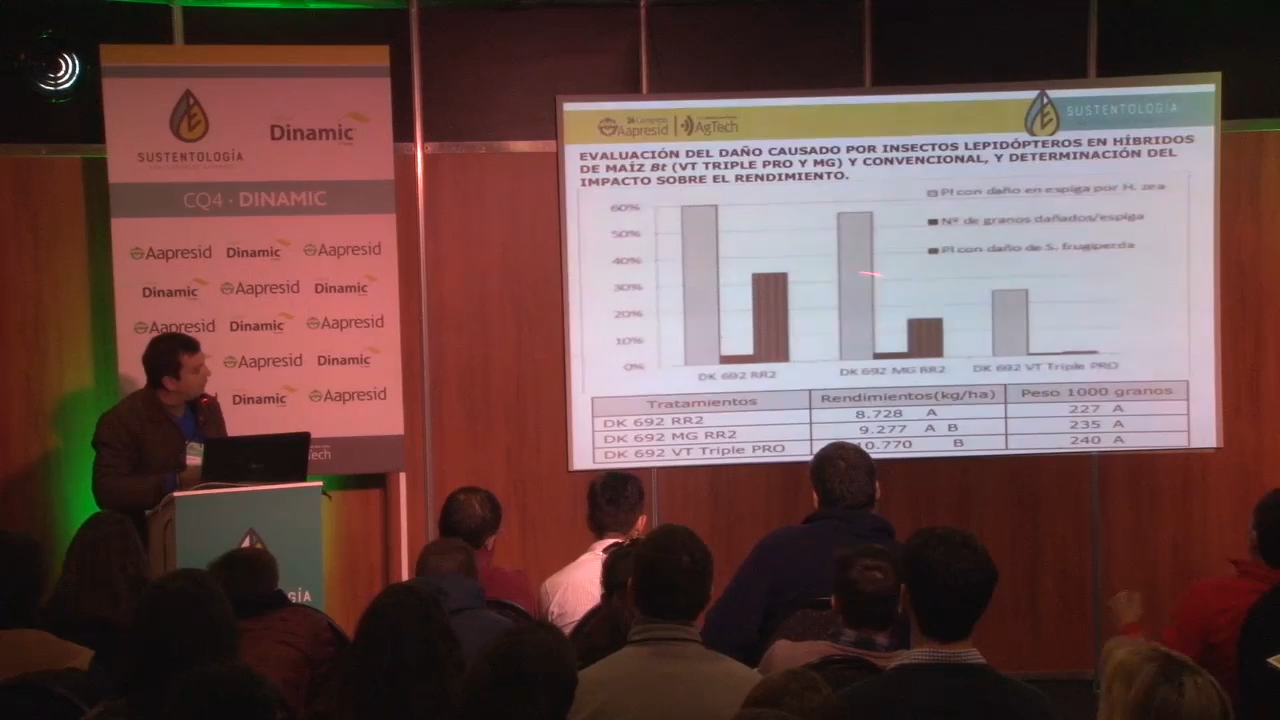 SUSTENTOLOGÍA
Dinamic
CQ4 · DINAMIC
Aapresid Dinamic Aapresid
Dinamic Aapresid Dinamic
Aapresid Dinamic Aapresid
Aapresid Dinamic
Dinamic Aapresid
gTech
GÍA
Congreso
Aapresid AgTech
SUSTENTOLOGÍA
EVALUACIÓN DEL DAÑO CAUSADO POR INSECTOS LEPIDÓPTEROS EN HÍBRIDOS
DE MAÍZ Bt (VT TRIPLE PRO Y MG) Y CONVENCIONAL, Y DETERMINACIÓN DEL
IMPACTO SOBRE EL RENDIMIENTO.
Pl con daño en espiga por H. zea
Nº de granos dañados/espiga
Pl con daño de S. frugiperda
60%
50%
40%
30%
20%
10%
0%
DK 692 RR2 DK 692 MG RR2 DK 692 VT Triple PRO
Tratamientos Rendimientos(kg/ha) Peso 1000 granos
DK 692 RR2 8.728 A 227 A
DK 692 MG RR2 9.277 A B 235 A
DK 692 VT Triple PRO 0.770 B 240 A